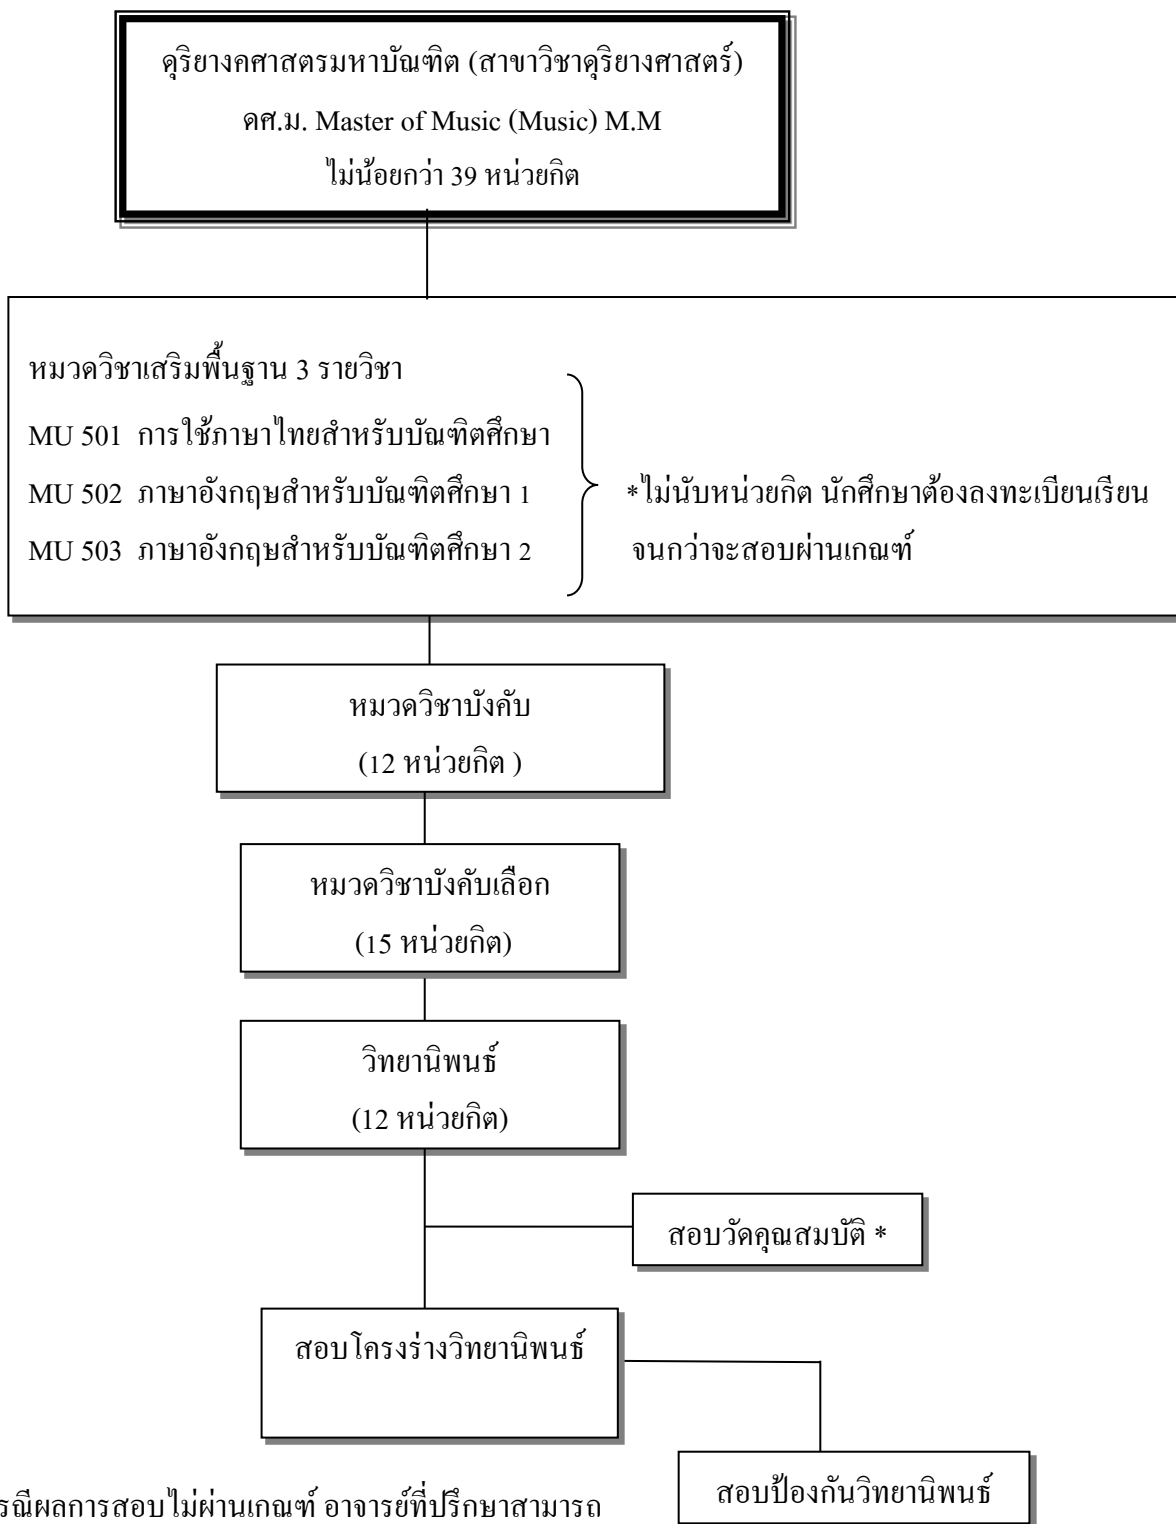 ดุริยางคศาสตรมหาบัณฑิต (สาขาวิชาดุริยางศาสตร์)
ดศ.ม. Master of Music (Music) M.M
ไม่น้อยกว่า 39 หน่วยกิต
หมวดวิชาเสริมพื้นฐาน 3 รายวิชา
MU 501 การใช้ภาษาไทยสำหรับบัณฑิตศึกษา
MU 502 ภาษาอังกฤษสำหรับบัณฑิตศึกษา 1
MU 503 ภาษาอังกฤษสำหรับบัณฑิตศึกษา 2
*ไม่นับหน่วยกิต นักศึกษาต้องลงทะเบียนเรียน
จนกว่าจะสอบผ่านเกณฑ์
หมวดวิชาบังคับ
(12 หน่วยกิต )
หมวดวิชาบังคับเลือก
(15 หน่วยกิต)
วิทยานิพนธ์
(12 หน่วยกิต)
สอบวัดคุณสมบัติ *
สอบโครงร่างวิทยานิพนธ์
สอบป้องกันวิทยานิพนธ์
รณีผลการสอบไม่ผ่านเกณฑ์ อาจารย์ที่ปรึกษาสามารถ